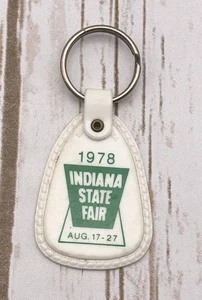 1978
INDIANA
STATE
FAIR
AUG. 17-27